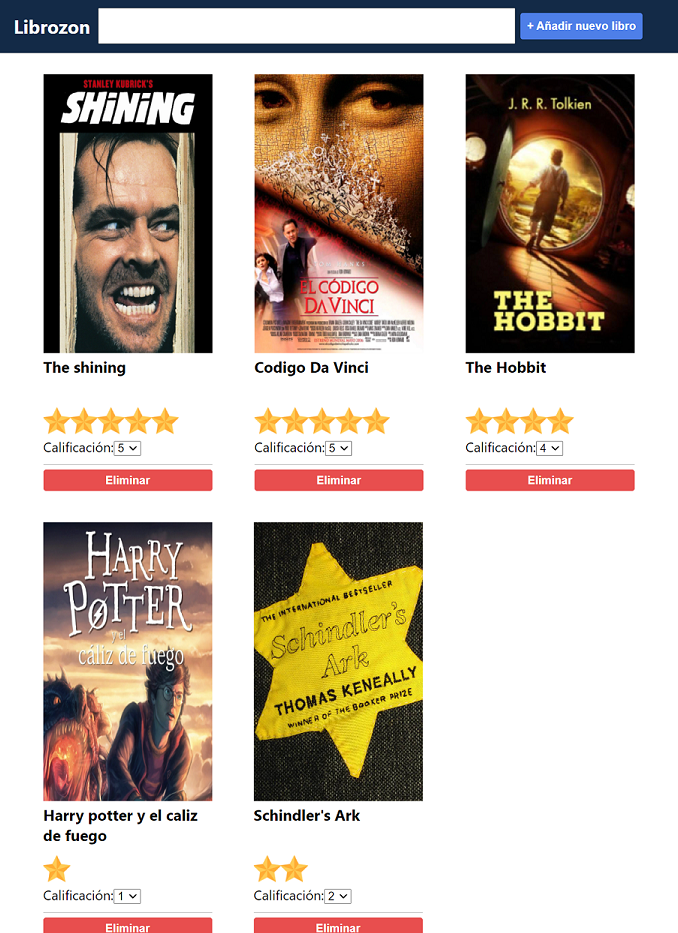 Librozon
+ Añadir nuevo libro
STANLEY KUBRICK'S
SHiNiNG
EL CÓDIGO
DA VINCI
J. R. R. Tolkien
THE
HOBBIT
The shining
Codigo Da Vinci
The Hobbit
Calificación: 5
Calificación: 5
Calificación: 4
Eliminar
Eliminar
Eliminar
HARRY
POTTER
y el
cáliz de fuego
THE INTERNATIONAL BESTSELLER
Schindler's
Ark
THOMAS KENEALLY
WINNER OF THE BOOKER PRIZE
Harry potter y el caliz
de fuego
Schindler's Ark
Calificación: 1
Calificación: 2
Eliminar
Eliminar